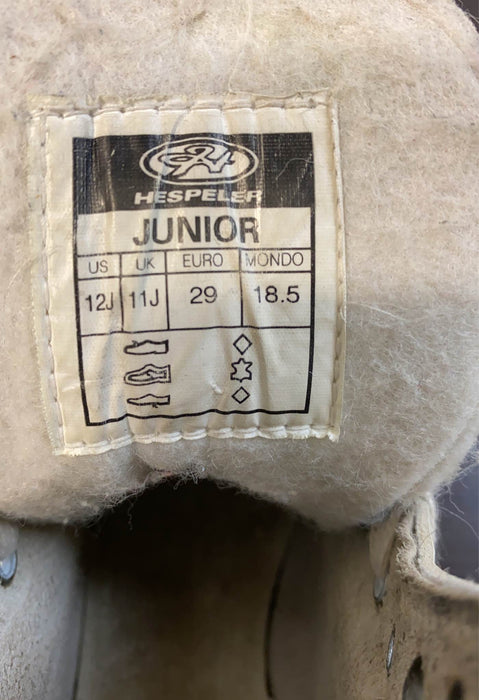 HESPELER
JUNIOR
US UK EURO MONDO
12J 11J 29 18.5